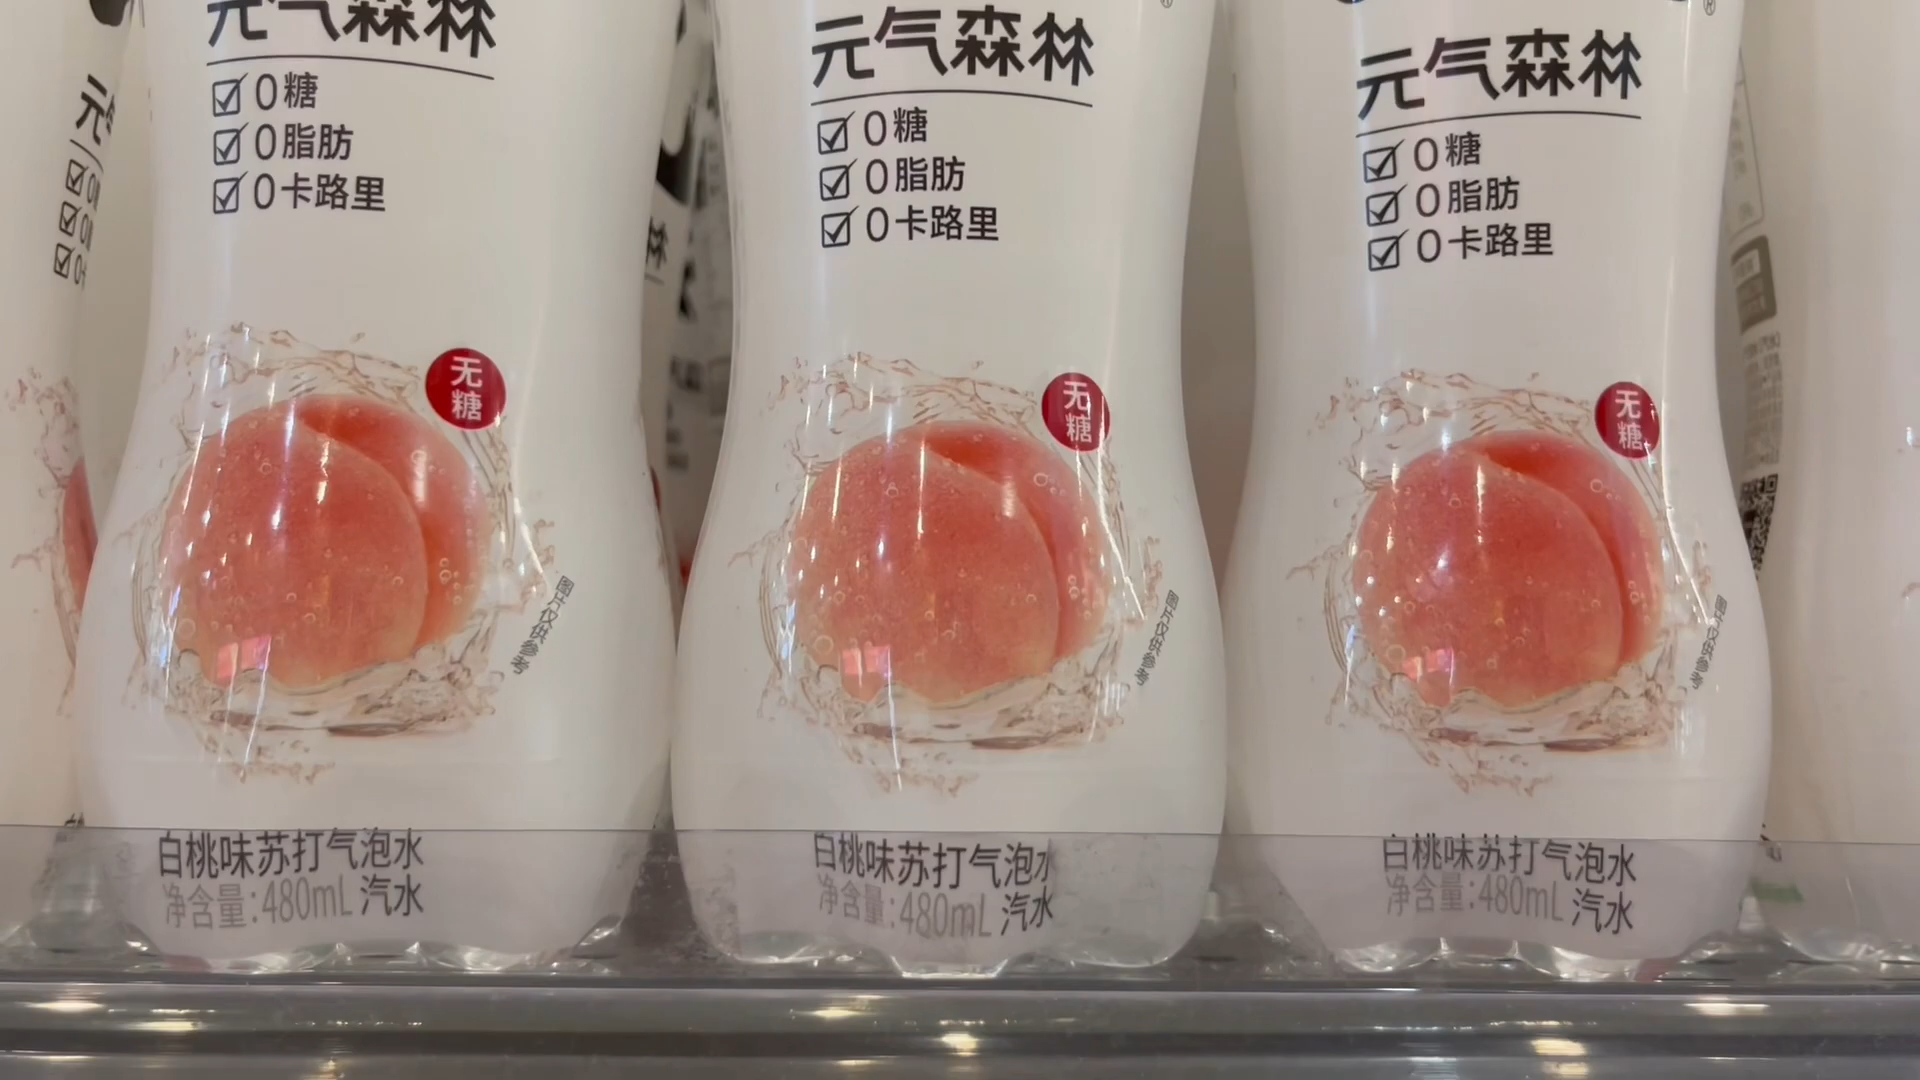 元气森林
0糖
0脂肪
0卡路里
无糖
图片仅供参考
白桃味苏打气泡水
净含量:480mL 汽水
元气森林
0糖
0脂肪
0卡路里
无糖
图片仅供参考
白桃味苏打气泡水
净含量:480mL 汽水
元气森林
0糖
0脂肪
0卡路里
无糖
图片仅供参考
白桃味苏打气泡水
净含量:480mL 汽水